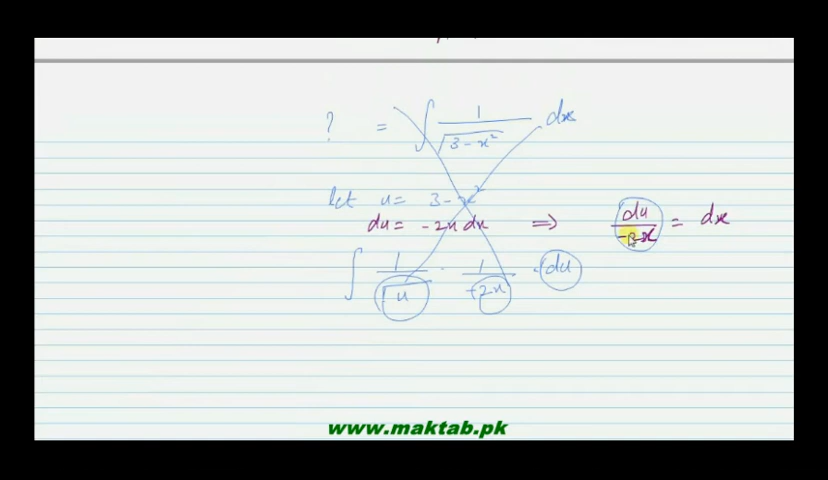 ? = ∫ 1/√(3-x²) dx
let u = 3-x²
du = -2x dx ⟹ du/-2x = dx
∫ 1/√u · 1/-2x · du
www.maktab.pk